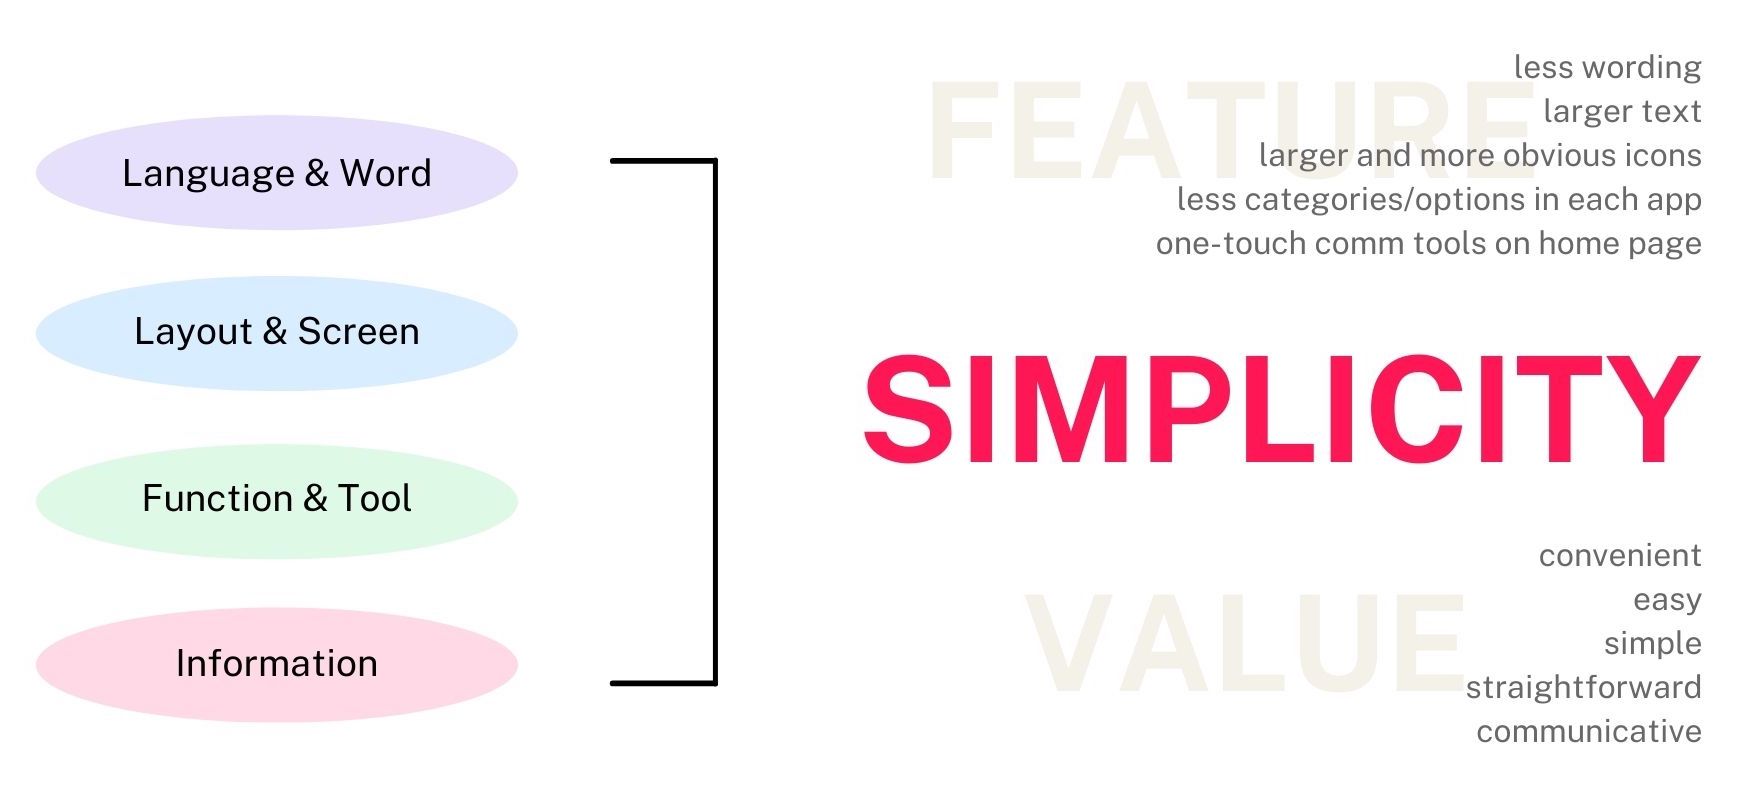 Language & Word
Layout & Screen
Function & Tool
Information
FEATURE
less wording
larger text
larger and more obvious icons
less categories/options in each app
one-touch comm tools on home page
SIMPLICITY
VALUE
convenient
easy
simple
straightforward
communicative